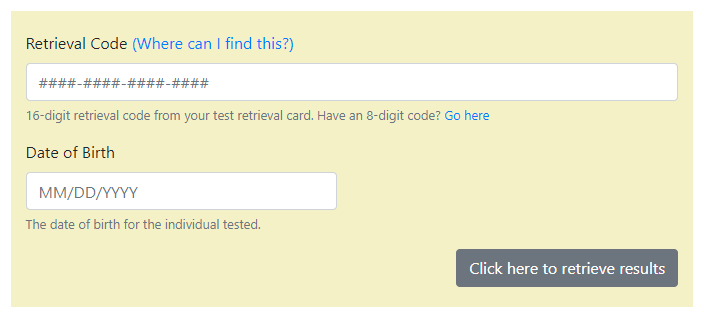 Retrieval Code (Where can I find this?)
####-####-####-####
16-digit retrieval code from your test retrieval card. Have an 8-digit code? Go here
Date of Birth
MM/DD/YYYY
The date of birth for the individual tested.
Click here to retrieve results